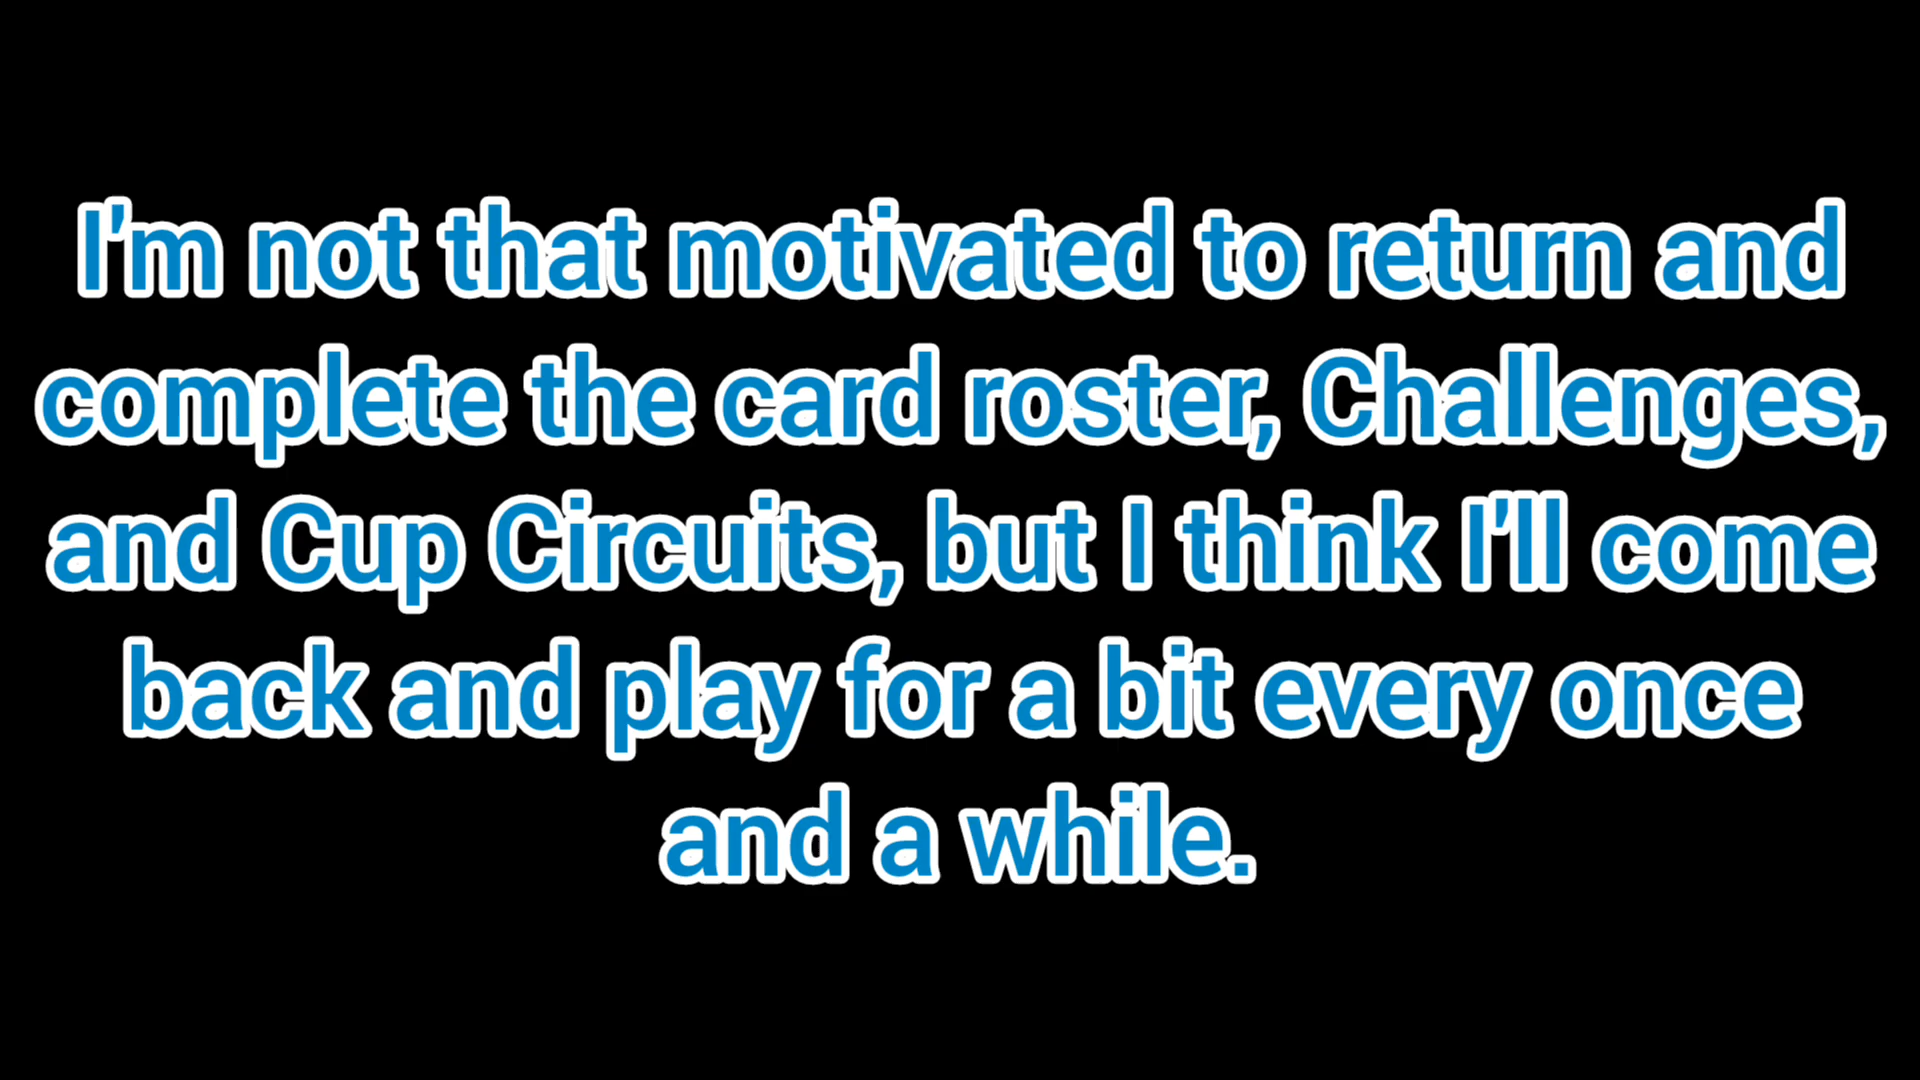 I'm not that motivated to return and
complete the card roster, Challenges,
and Cup Circuits, but I think I'll come
back and play for a bit every once
and a while.